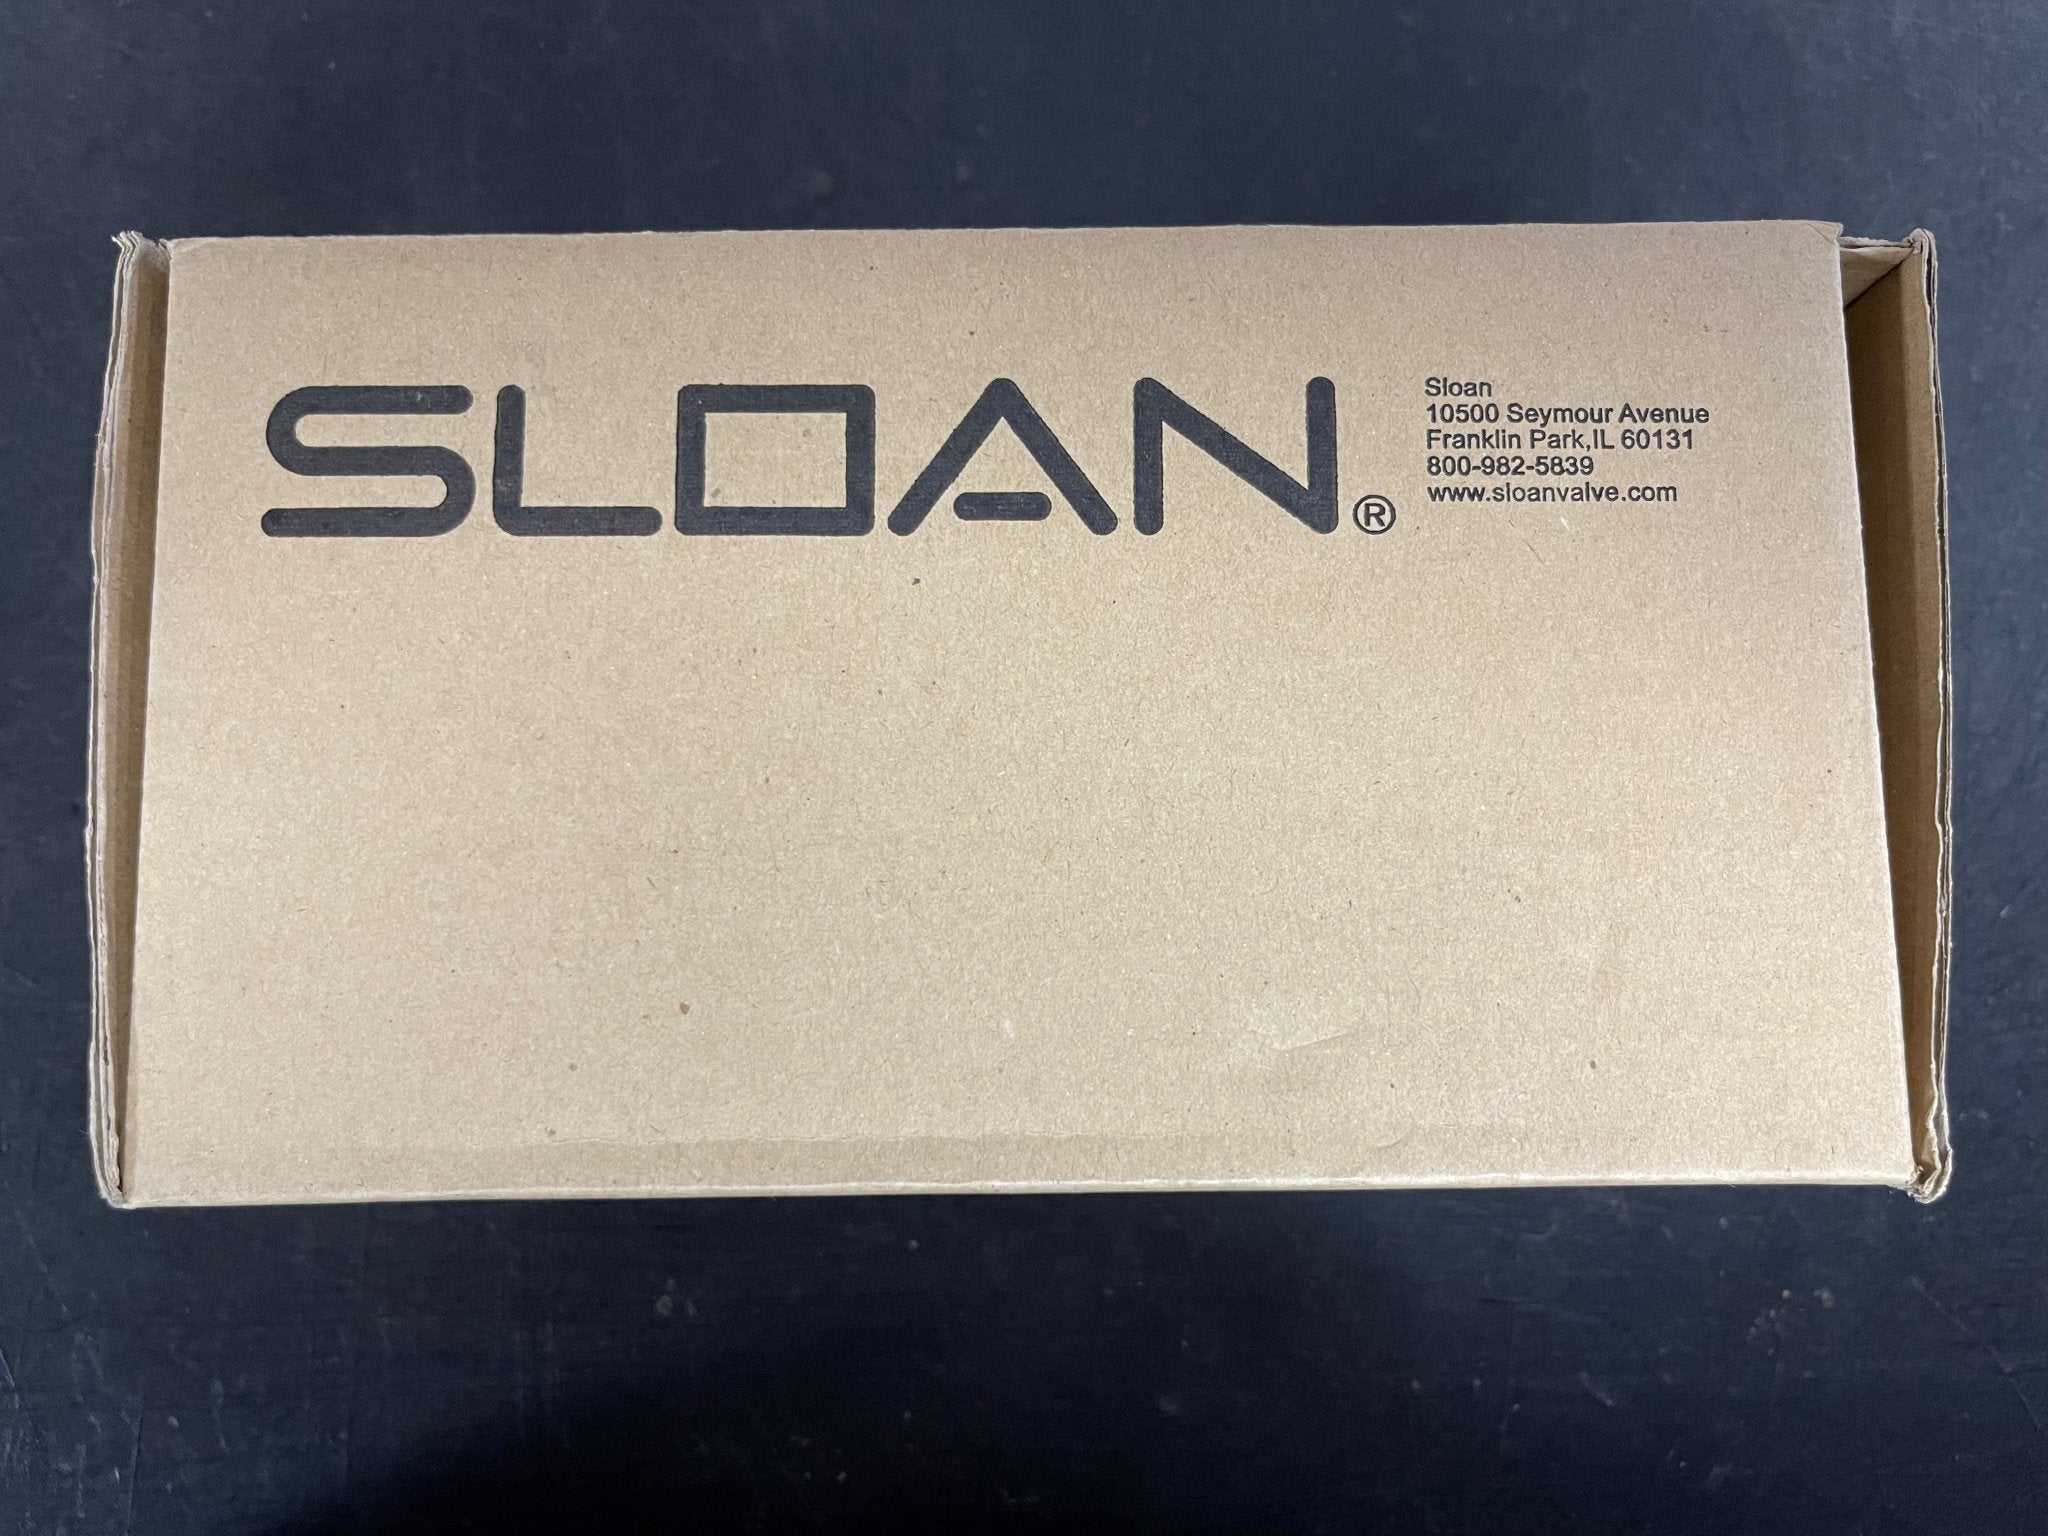 SLOAN®
Sloan
10500 Seymour Avenue
Franklin Park,IL 60131
800-982-5839
www.sloanvalve.com